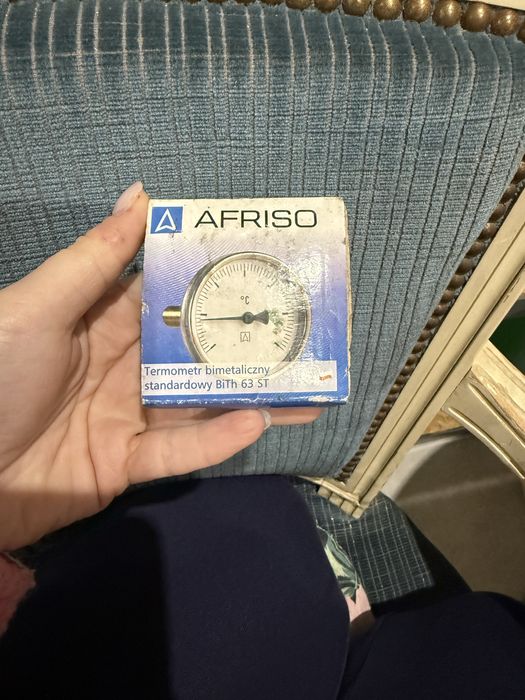 AFRISO
°C
Termometr bimetaliczny
standardowy BiTh 63 ST